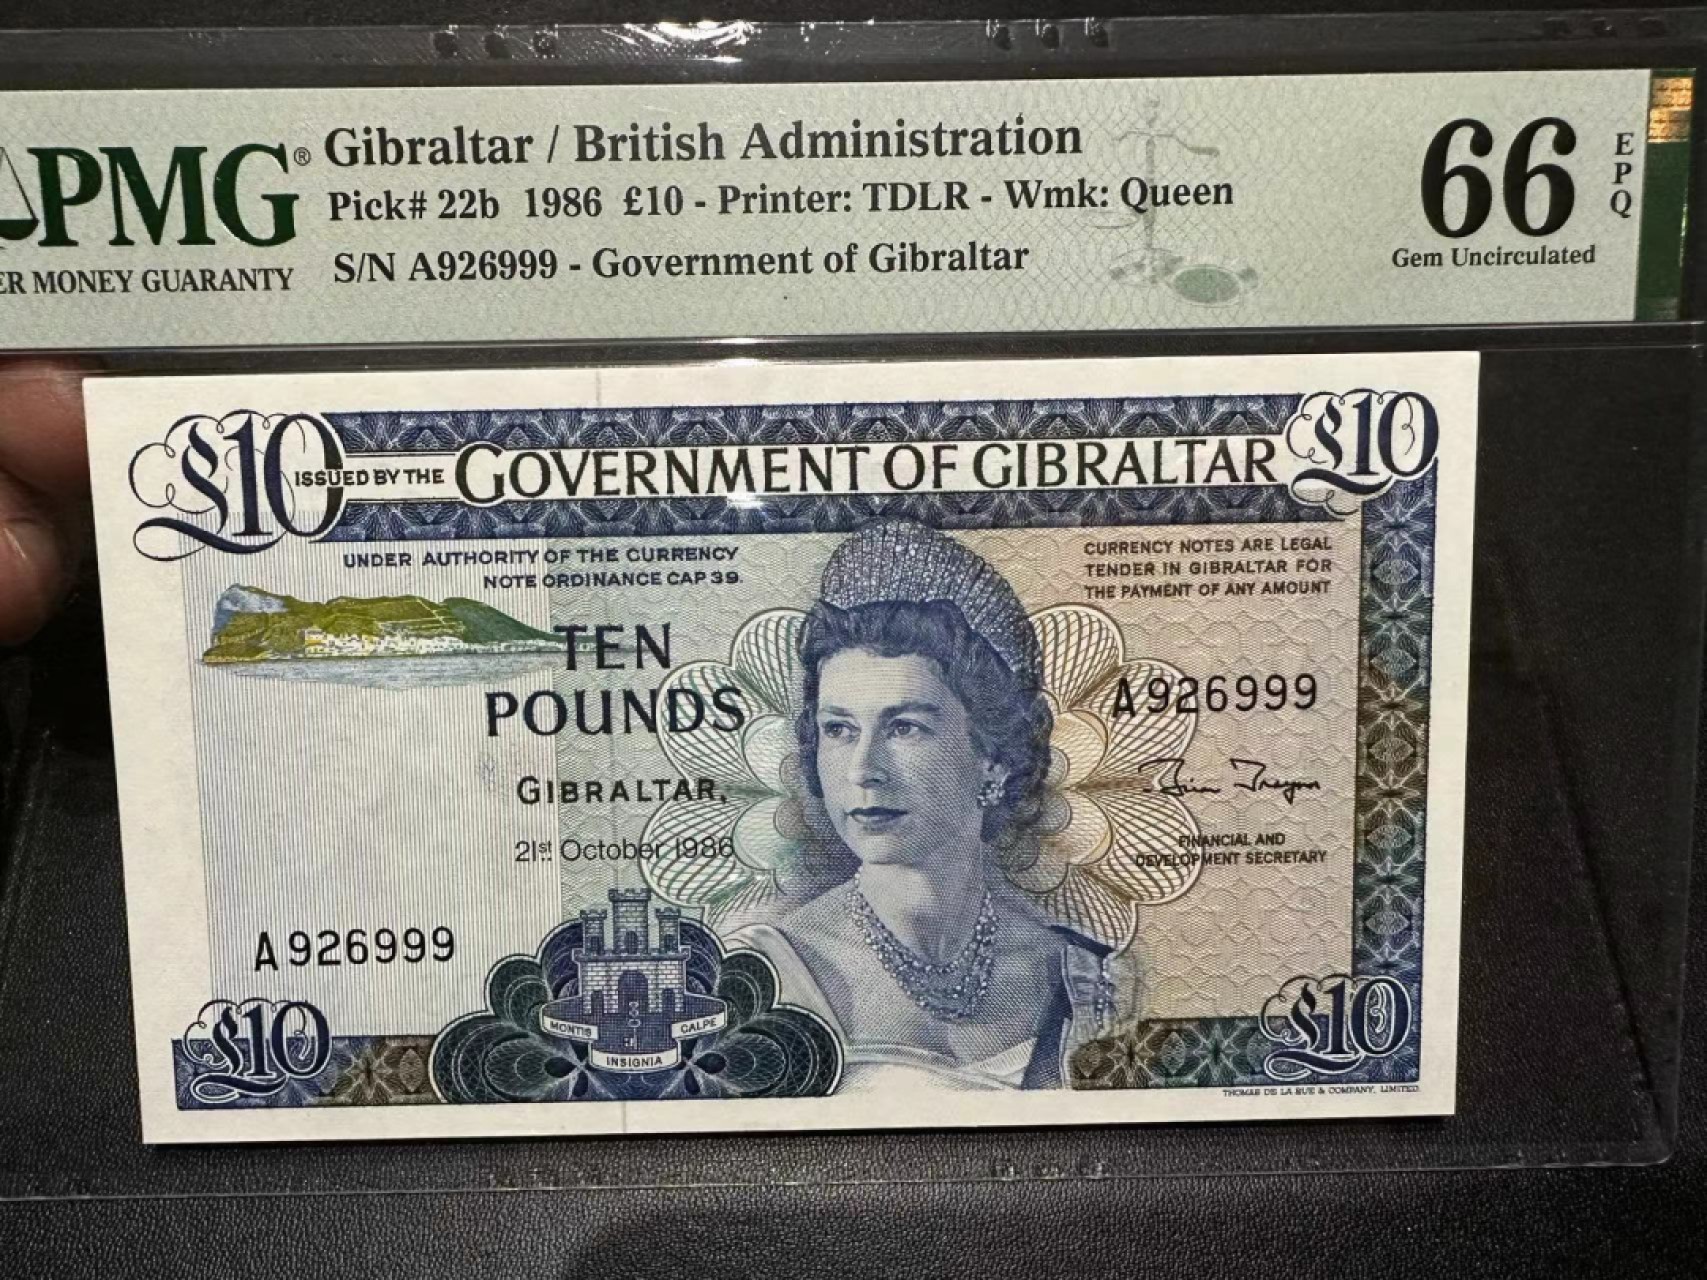 PMG®
ER MONEY GUARANTY
Gibraltar / British Administration
Pick# 22b 1986 £10 - Printer: TDLR - Wmk: Queen
S/N A926999 - Government of Gibraltar
66
EPQ
Gem Uncirculated
£10 ISSUED BY THE GOVERNMENT OF GIBRALTAR £10
UNDER AUTHORITY OF THE CURRENCY
NOTE ORDINANCE CAP 39.
CURRENCY NOTES ARE LEGAL
TENDER IN GIBRALTAR FOR
THE PAYMENT OF ANY AMOUNT
TEN
POUNDS
A926999
GIBRALTAR,
21st October 1986
Brian Traynor
FINANCIAL AND
DEVELOPMENT SECRETARY
A926999
MONTIS CALPE
INSIGNIA
£10
£10
THOMAS DE LA RUE & COMPANY, LIMITED.